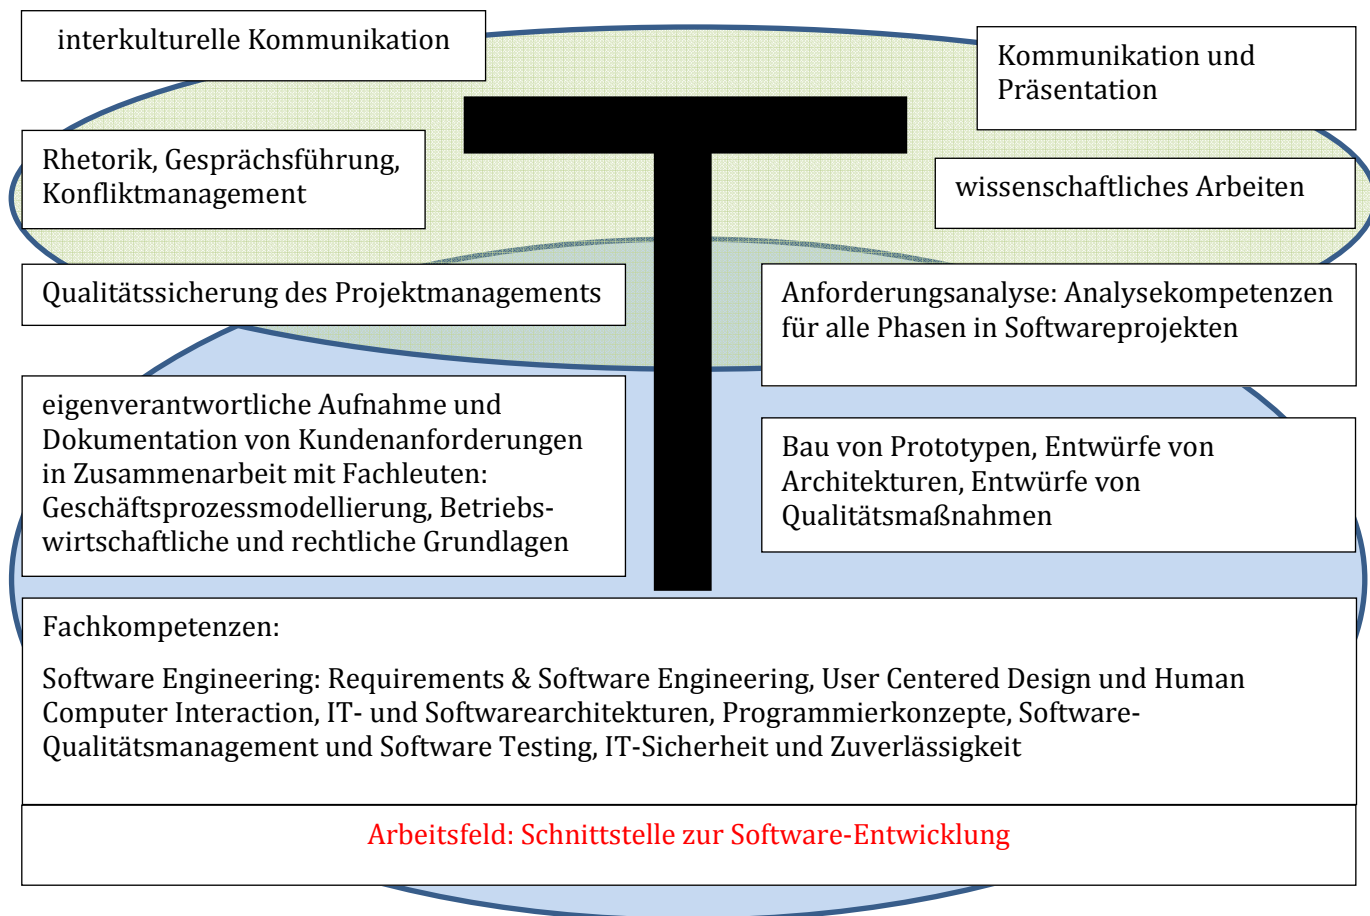 interkulturelle Kommunikation
Kommunikation und
Präsentation
Rhetorik, Gesprächsführung,
Konfliktmanagement
wissenschaftliches Arbeiten
Qualitätssicherung des Projektmanagements
Anforderungsanalyse: Analysekompetenzen
für alle Phasen in Softwareprojekten
eigenverantwortliche Aufnahme und
Dokumentation von Kundenanforderungen
in Zusammenarbeit mit Fachleuten:
Geschäftsprozessmodellierung, Betriebs-
wirtschaftliche und rechtliche Grundlagen
Bau von Prototypen, Entwürfe von
Architekturen, Entwürfe von
Qualitätsmaßnahmen
Fachkompetenzen:
Software Engineering: Requirements & Software Engineering, User Centered Design und Human
Computer Interaction, IT- und Softwarearchitekturen, Programmierkonzepte, Software-
Qualitätsmanagement und Software Testing, IT-Sicherheit und Zuverlässigkeit
Arbeitsfeld: Schnittstelle zur Software-Entwicklung